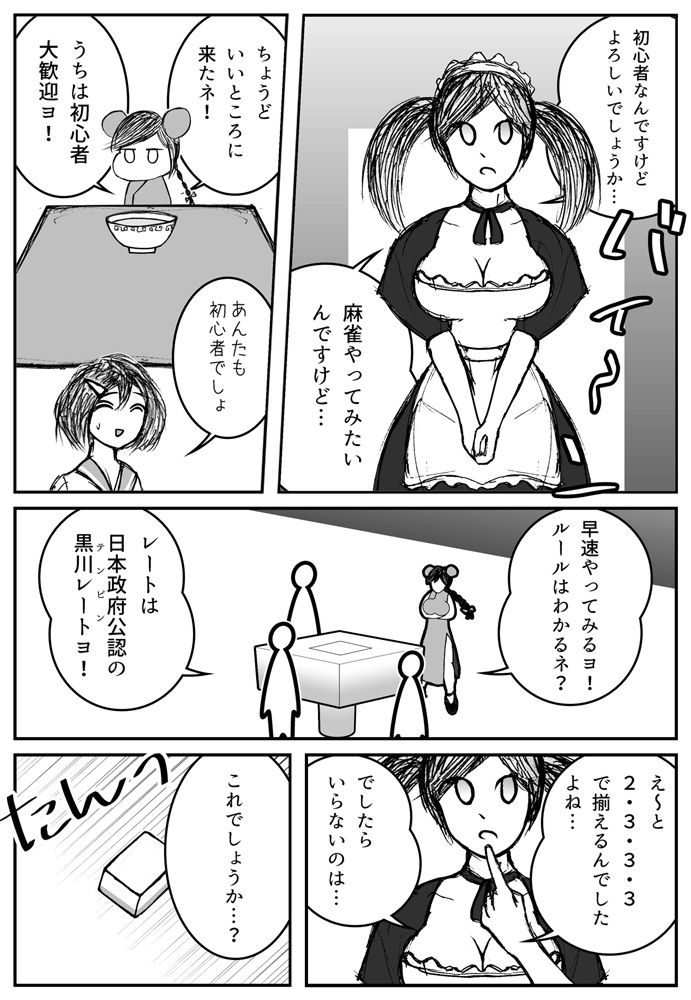 初心者なんですけど
よろしいでしょうか…
バイ〜ン
麻雀やってみたい
んですけど…
ちょうど
いいところに
来たネ！
うちは初心者
大歓迎ヨ！
あんたも
初心者でしょ
早速やってみるヨ！
ルールはわかるネ？
レートは
日本政府公認の
黒川レートヨ！
テンピン
え〜と
２・３・３・３
で揃えるんでした
よね…
でしたら
いらないのは…
これでしょうか…？
たんっ